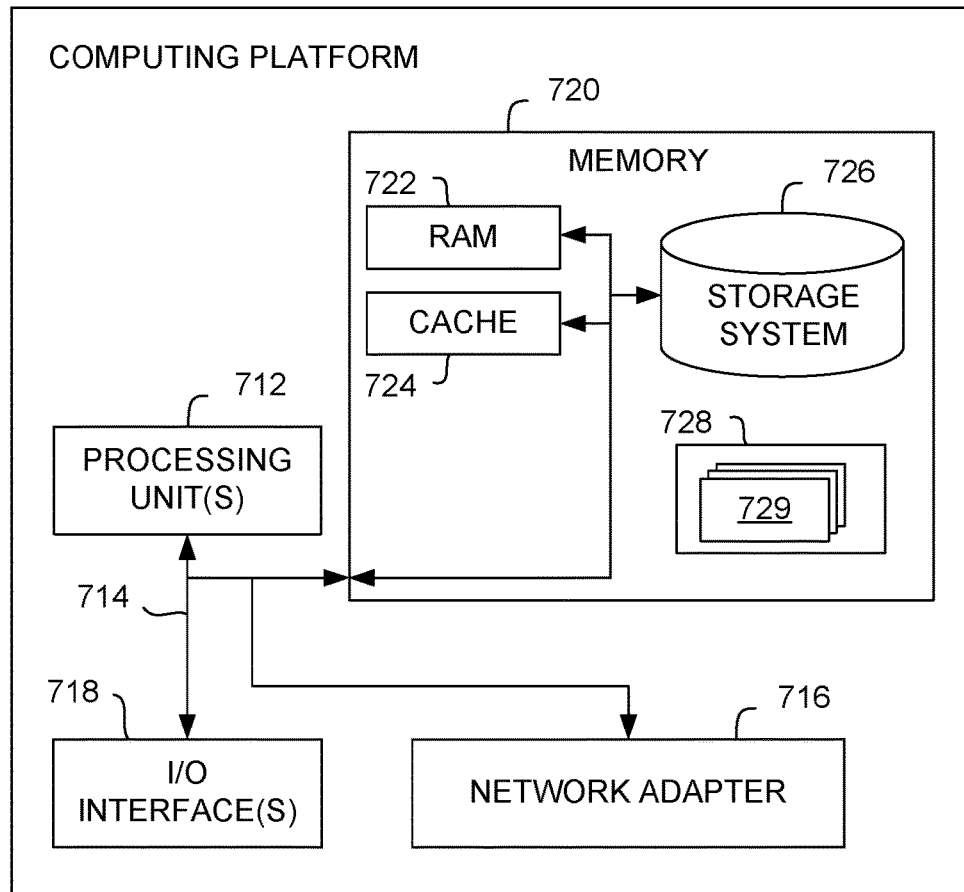 COMPUTING PLATFORM
720
MEMORY
722
RAM
726
STORAGE
SYSTEM
CACHE
724
712
PROCESSING
UNIT(S)
728
729
714
718
I/O
INTERFACE(S)
716
NETWORK ADAPTER